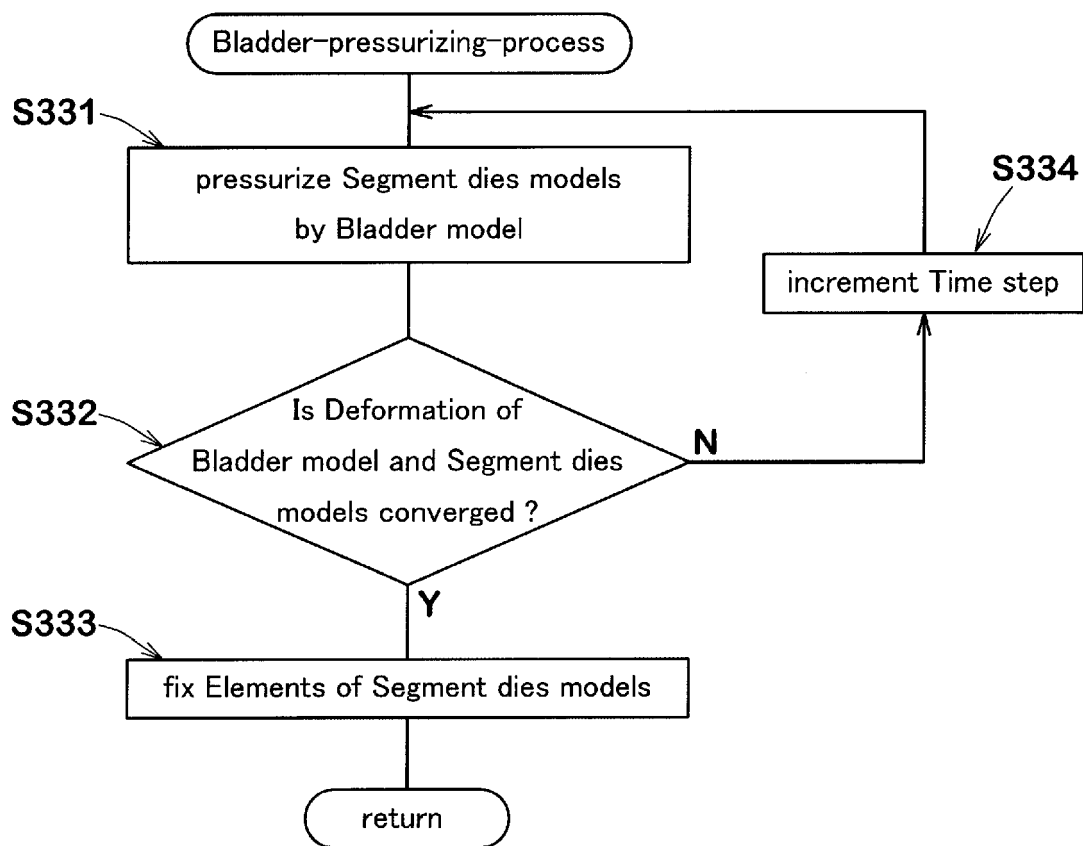 Bladder-pressurizing-process
S331
pressurize Segment dies models
by Bladder model
S334
increment Time step
S332
Is Deformation of
Bladder model and Segment dies
models converged ?
N
Y
S333
fix Elements of Segment dies models
return